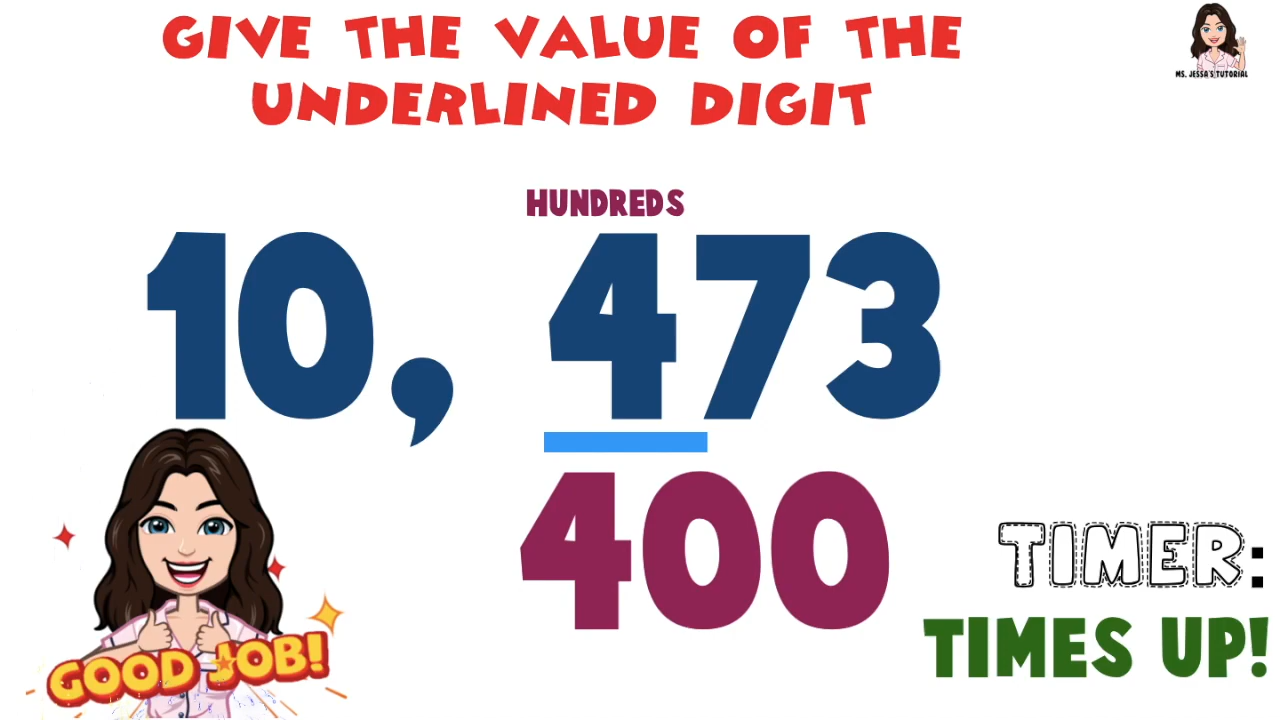 GIVE THE VALUE OF THE
UNDERLINED DIGIT
MS. JESSA'S TUTORIAL
HUNDREDS
10, 473
400
GOOD JOB!
TIMER:
TIMES UP!